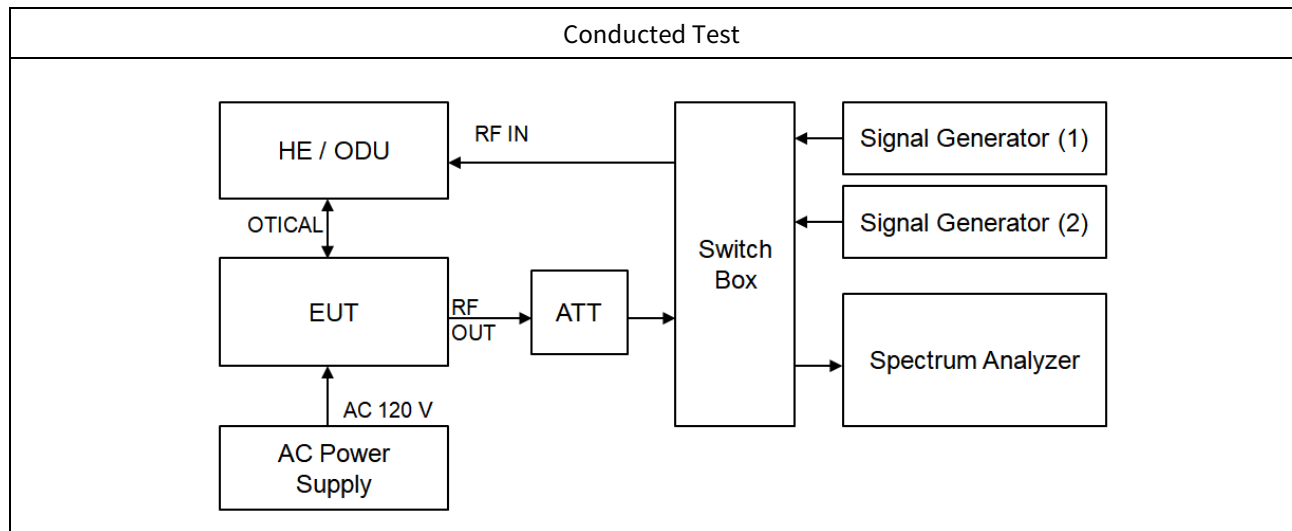 Conducted Test
HE / ODU
RF IN
Signal Generator (1)
Signal Generator (2)
OTICAL
Switch
Box
EUT
RF
OUT
ATT
Spectrum Analyzer
AC 120 V
AC Power
Supply